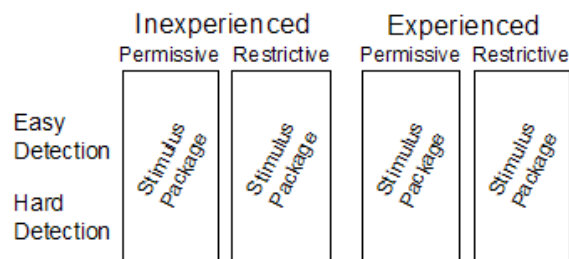 Inexperienced Experienced
Permissive Restrictive Permissive Restrictive
Easy
Detection
Hard
Detection
Stimulus
Package
Stimulus
Package
Stimulus
Package
Stimulus
Package